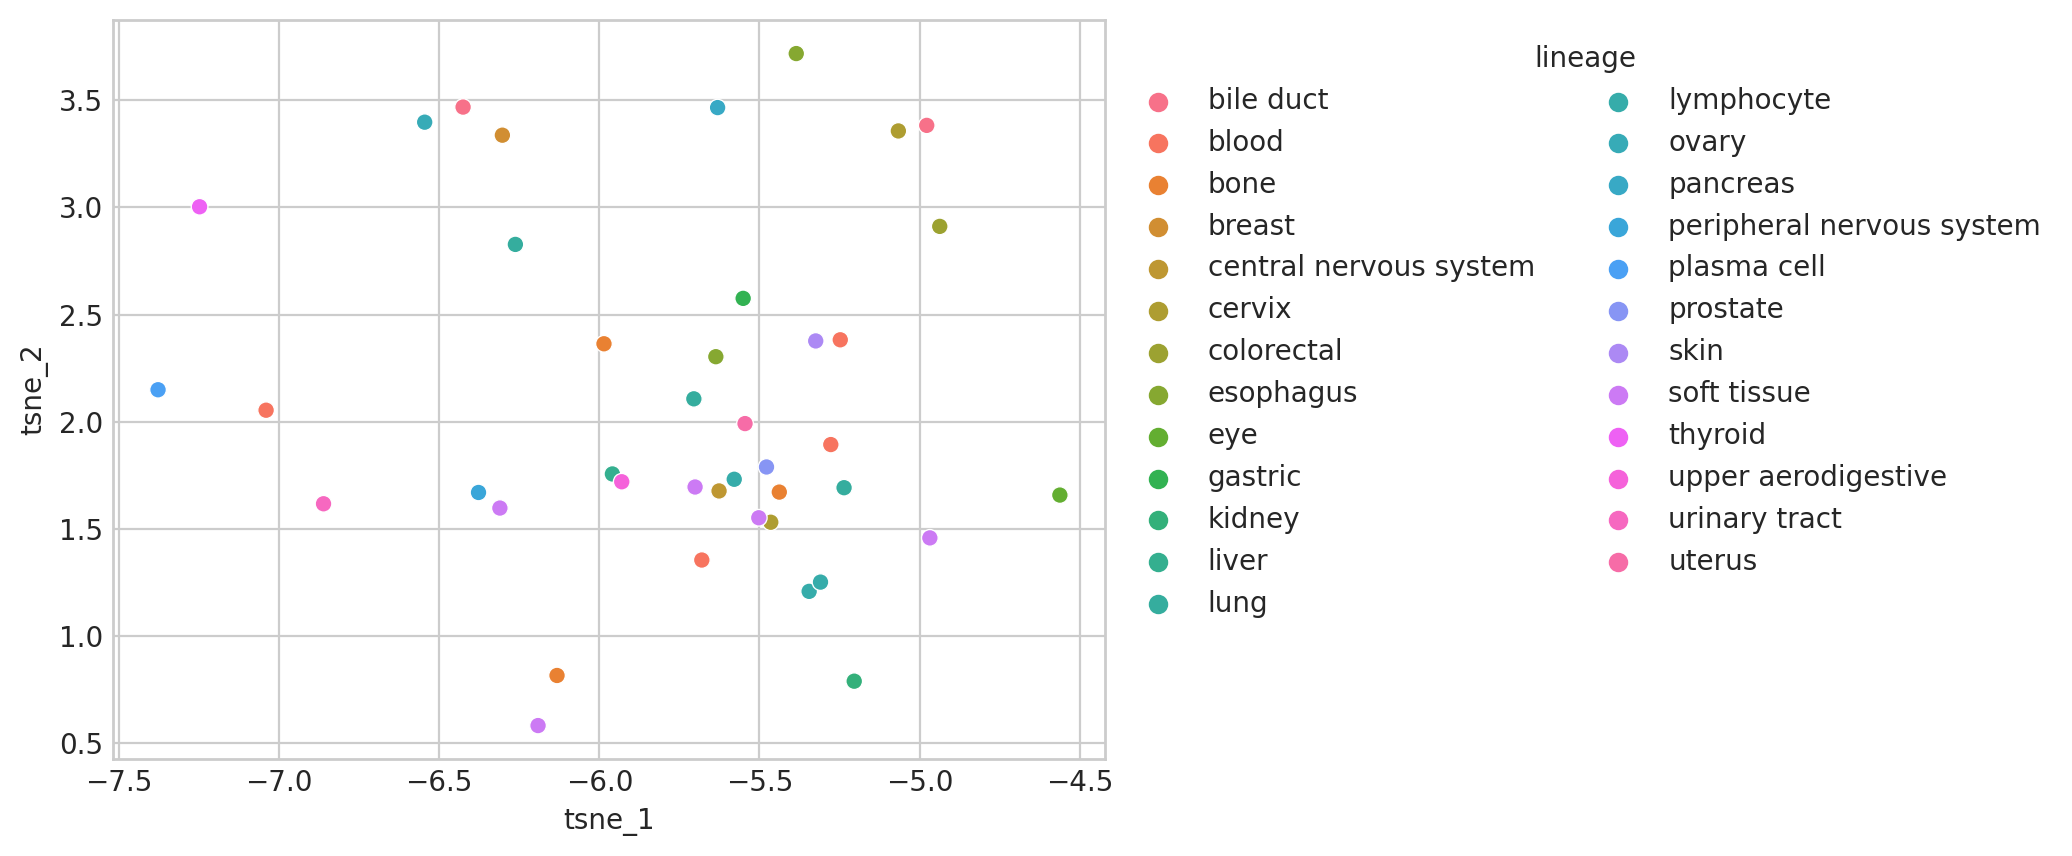 lineage
bile duct
blood
bone
breast
central nervous system
cervix
colorectal
esophagus
eye
gastric
kidney
liver
lung
lymphocyte
ovary
pancreas
peripheral nervous system
plasma cell
prostate
skin
soft tissue
thyroid
upper aerodigestive
urinary tract
uterus
tsne_2
3.5
3.0
2.5
2.0
1.5
1.0
0.5
−7.5 −7.0 −6.5 −6.0 −5.5 −5.0 −4.5
tsne_1